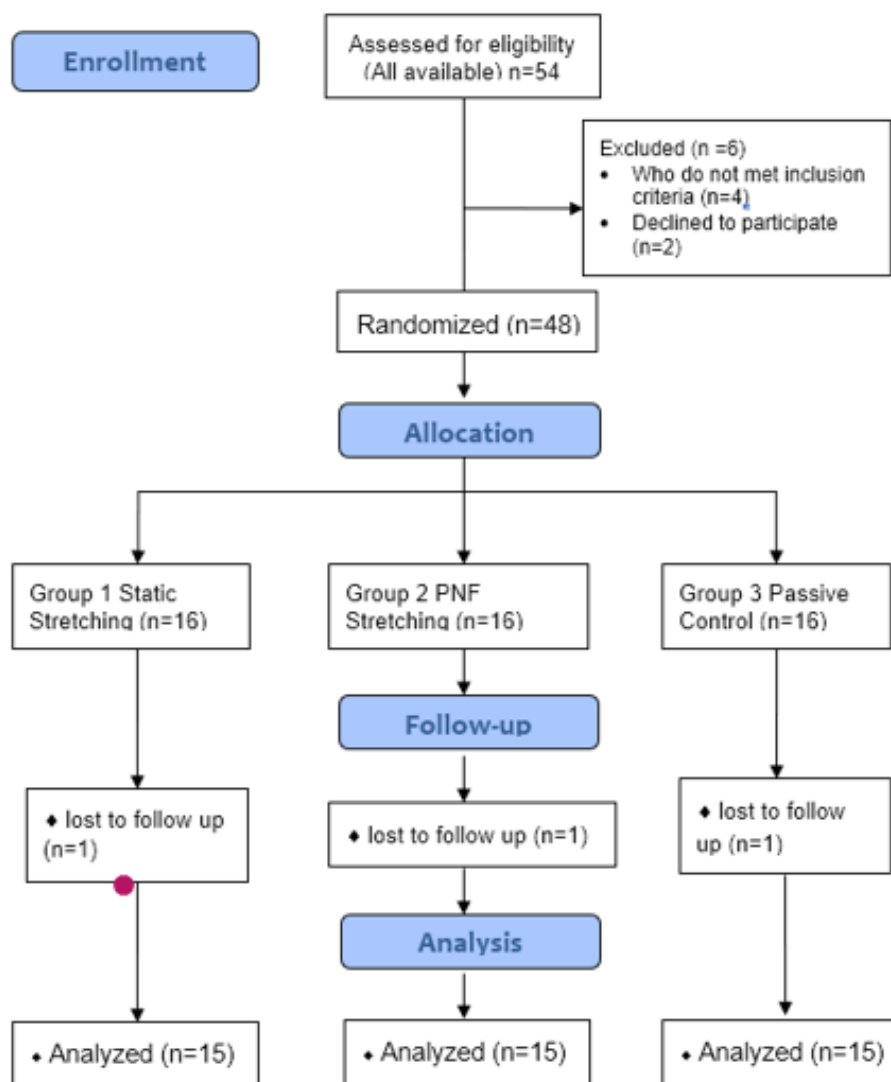 Enrollment
Assessed for eligibility
(All available) n=54
Excluded (n =6)
• Who do not met inclusion
criteria (n=4)
• Declined to participate
(n=2)
Randomized (n=48)
Allocation
Group 1 Static
Stretching (n=16)
Group 2 PNF
Stretching (n=16)
Group 3 Passive
Control (n=16)
Follow-up
♦ lost to follow up
(n=1)
♦ lost to follow up (n=1)
♦ lost to follow
up (n=1)
Analysis
♦ Analyzed (n=15)
♦ Analyzed (n=15)
♦ Analyzed (n=15)